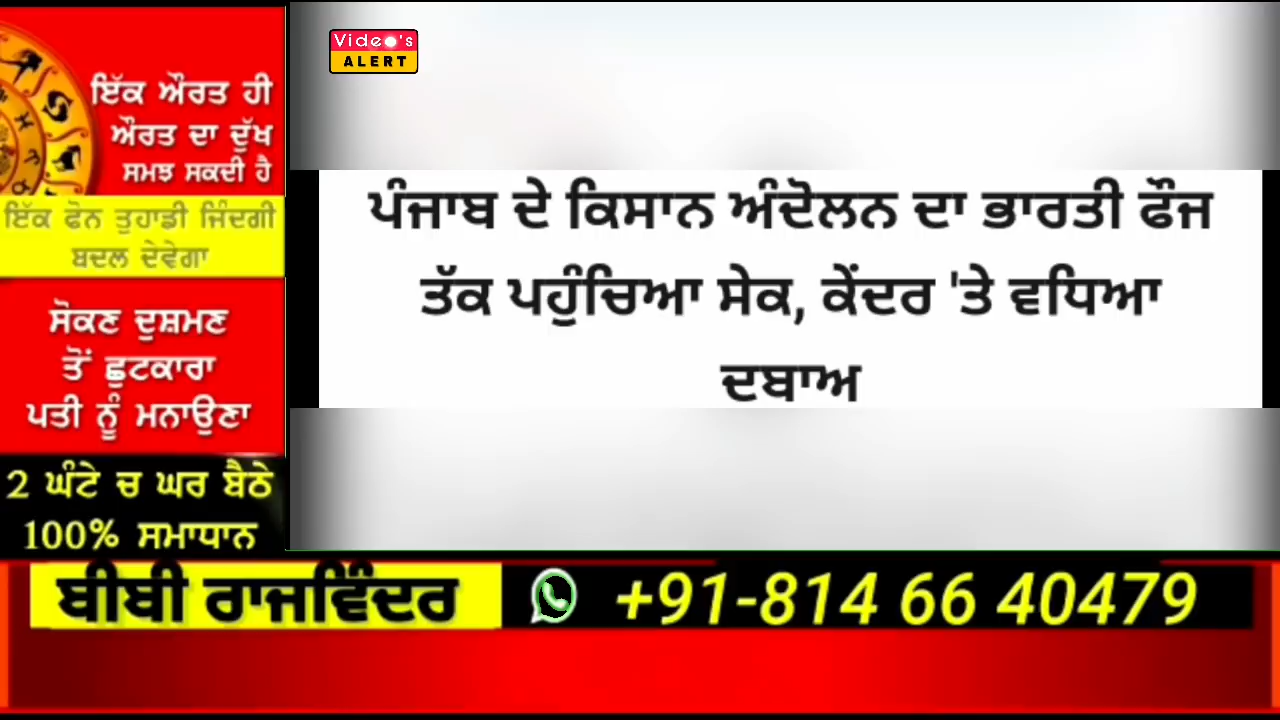 Video's
ALERT
ਇੱਕ ਔਰਤ ਹੀ
ਔਰਤ ਦਾ ਦੁੱਖ
ਸਮਝ ਸਕਦੀ ਹੈ
ਇੱਕ ਫੋਨ ਤੁਹਾਡੀ ਜਿੰਦਗੀ
ਬਦਲ ਦੇਵੇਗਾ
ਸੌਕਣ ਦੁਸ਼ਮਣ
ਤੋਂ ਛੁਟਕਾਰਾ
ਪਤੀ ਨੂੰ ਮਨਾਉਣਾ
2 ਘੰਟੇ ਚ ਘਰ ਬੈਠੇ
100% ਸਮਾਧਾਨ
ਪੰਜਾਬ ਦੇ ਕਿਸਾਨ ਅੰਦੋਲਨ ਦਾ ਭਾਰਤੀ ਫੌਜ
ਤੱਕ ਪਹੁੰਚਿਆ ਸੇਕ, ਕੇਂਦਰ 'ਤੇ ਵਧਿਆ
ਦਬਾਅ
ਬੀਬੀ ਰਾਜਵਿੰਦਰ
+91-814 66 40479